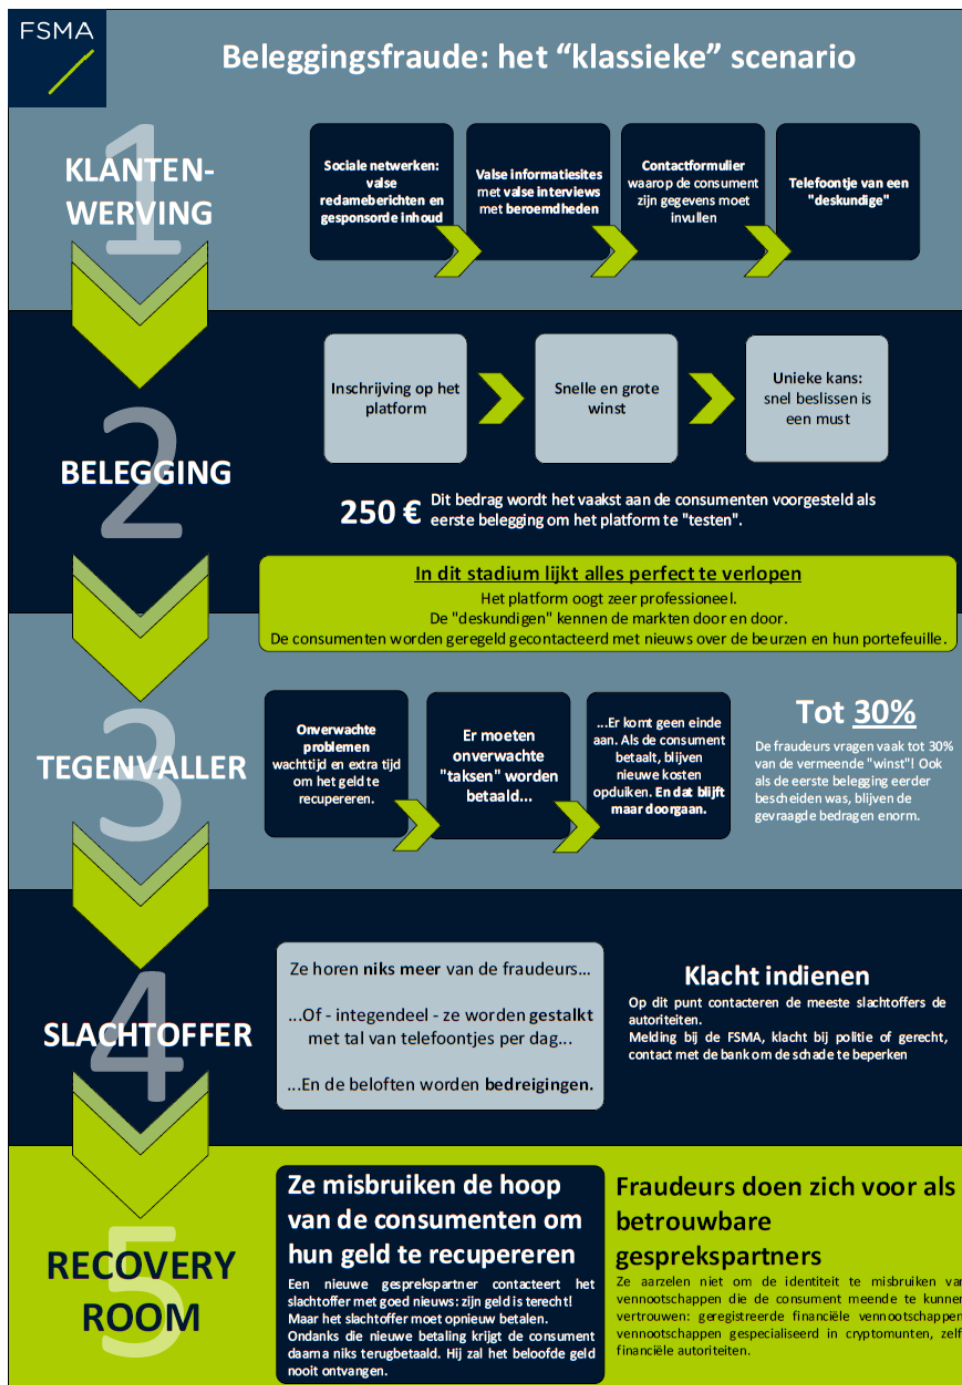 FSMA
Beleggingsfraude: het “klassieke” scenario
1
KLANTEN-
WERVING
Sociale netwerken:
valse
redameberichten en
gesponsorde inhoud
Valse informatiesites
met valse interviews
met beroemdheden
Contactformulier
waarop de consument
zijn gegevens moet
invullen
Telefoontje van een
"deskundige"
2
BELEGGING
Inschrijving op het
platform
Snelle en grote
winst
Unieke kans:
snel beslissen is
een must
250 €
Dit bedrag wordt het vaakst aan de consumenten voorgesteld als
eerste belegging om het platform te "testen".
In dit stadium lijkt alles perfect te verlopen
Het platform oogt zeer professioneel.
De "deskundigen" kennen de markten door en door.
De consumenten worden geregeld gecontacteerd met nieuws over de beurzen en hun portefeuille.
3
TEGENVALLER
Onverwachte
problemen
wachttijd en extra tijd
om het geld te
recupereren.
Er moeten
onverwachte
"taksen" worden
betaald...
...Er komt geen einde
aan. Als de consument
betaalt, blijven
nieuwe kosten
opduiken. En dat blijft
maar doorgaan.
Tot 30%
De fraudeurs vragen vaak tot 30%
van de vermeende "winst"! Ook
als de eerste belegging eerder
bescheiden was, blijven de
gevraagde bedragen enorm.
4
SLACHTOFFER
Ze horen niks meer van de fraudeurs...
...Of - integendeel - ze worden gestalkt
met tal van telefoontjes per dag...
...En de beloften worden bedreigingen.
Klacht indienen
Op dit punt contacteren de meeste slachtoffers de
autoriteiten.
Melding bij de FSMA, klacht bij politie of gerecht,
contact met de bank om de schade te beperken
5
RECOVERY
ROOM
Ze misbruiken de hoop
van de consumenten om
hun geld te recupereren
Een nieuwe gesprekspartner contacteert het
slachtoffer met goed nieuws: zijn geld is terecht!
Maar het slachtoffer moet opnieuw betalen.
Ondanks die nieuwe betaling krijgt de consument
daarna niks terugbetaald. Hij zal het beloofde geld
nooit ontvangen.
Fraudeurs doen zich voor als
betrouwbare
gesprekspartners
Ze aarzelen niet om de identiteit te misbruiken van
vennootschappen die de consument meende te kunnen
vertrouwen: geregistreerde financiële vennootschappen,
vennootschappen gespecialiseerd in cryptomunten, zelf
financiële autoriteiten.